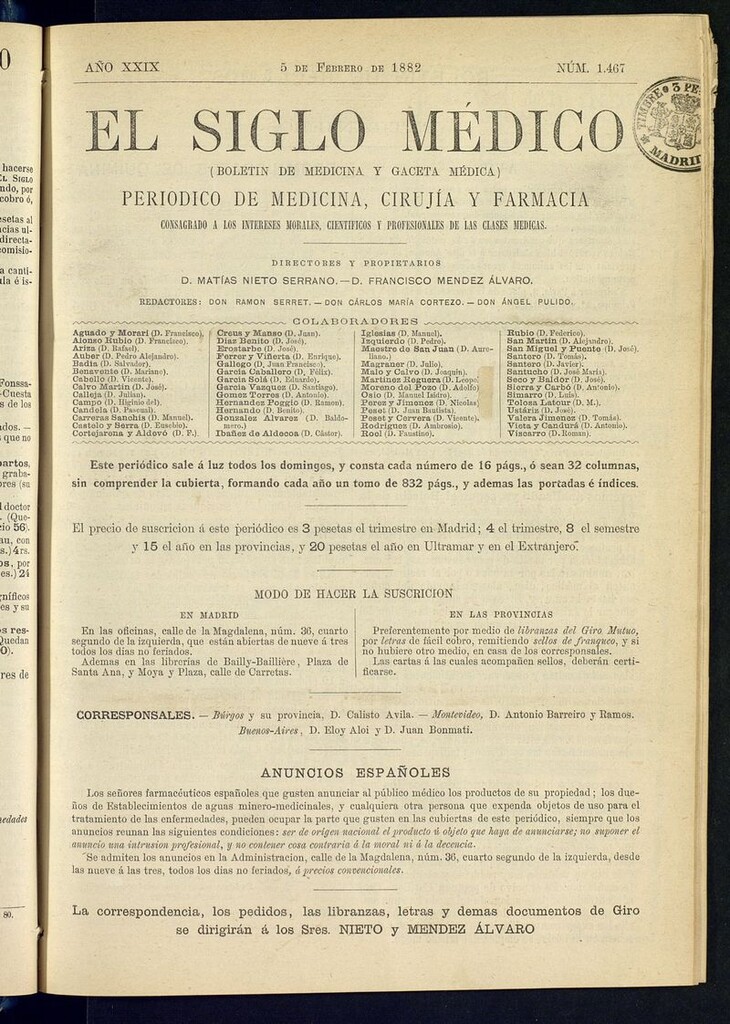 AÑO XXIX
5 DE FEBRERO DE 1882
NÚM. 1.467
TIMBRE 3 PE
MADRI
EL SIGLO MÉDICO
(BOLETIN DE MEDICINA Y GACETA MÉDICA)
PERIODICO DE MEDICINA, CIRUJÍA Y FARMACIA
CONSAGRADO A LOS INTERESES MORALES, CIENTIFICOS Y PROFESIONALES DE LAS CLASES MEDICAS.
DIRECTORES Y PROPIETARIOS
D. MATÍAS NIETO SERRANO.—D. FRANCISCO MENDEZ ÁLVARO.
REDACTORES: DON RAMON SERRET.—DON CÁRLOS MARÍA CORTEZO.—DON ÁNGEL PULIDO.
COLABORADORES
Aguado y Morari (D. Francisco).
Alonso Rubio (D. Francisco).
Ariza (D. Rafael).
Auber (D. Pedro Alejandro).
Badía (D. Salvador).
Benavente (D. Mariano).
Cabello (D. Vicente).
Calvo Martin (D. José).
Calleja (D. Julian).
Campo (D. Higinio del).
Candela (D. Pascual).
Carreras Sanchis (D. Manuel).
Castelo y Serra (D. Eusebio).
Cortejarena y Aldevó (D. F.).
Creus y Manso (D. Juan).
Diaz Benito (D. José).
Erostarbe (D. José).
Ferrer y Viñerta (D. Enrique).
Gallego (D. Juan Francisco).
García Caballero (D. Félix).
García Solá (D. Eduardo).
García Vazquez (D. Santiago).
Gomez Torres (D. Antonio).
Hernandez Poggio (D. Ramon).
Hernando (D. Benito).
Gonzalez Alvarez (D. Baldo-
mero.)
Ibañez de Aldecoa (D. Cástor).
Iglesias (D. Manuel).
Izquierdo (D. Pedro).
Maestre de San Juan (D. Aure-
liano.)
Magraner (D. Julio).
Malo y Calvo (D. Joaquin).
Martinez Reguera (D. Leopo
Moreno del Pozo (D. Adolfo)
Osio (D. Manuel Isidro).
Perez y Jimenez (D. Nicolas)
Peset (D. Juan Bautista).
Peset y Cervera (D. Vicente).
Rodriguez (D. Ambrosio).
Roel (D. Faustino).
Rubio (D. Federico).
San Martin (D. Alejandro).
San Miguel y Puente (D. José).
Santero (D. Tomás).
Santero (D. Javier).
Santucho (D. José María).
Seco y Baldor (D. José).
Sierra y Carbó (D. Antonio).
Simarro (D. Luis).
Tolosa Latour (D. M.).
Ustáriz (D. José).
Valera Jimenez (D. Tomás).
Vieta y Candurá (D. Antonio).
Viscarro (D. Roman).
Este periódico sale á luz todos los domingos, y consta cada número de 16 págs., ó sean 32 columnas,
sin comprender la cubierta, formando cada año un tomo de 832 págs., y ademas las portadas é índices.
El precio de suscricion á este periódico es 3 pesetas el trimestre en Madrid; 4 el trimestre, 8 el semestre
y 15 el año en las provincias, y 20 pesetas el año en Ultramar y en el Extranjero.
MODO DE HACER LA SUSCRICION
EN MADRID
En las oficinas, calle de la Magdalena, núm. 36, cuarto
segundo de la izquierda, que están abiertas de nueve á tres
todos los dias no feriados.
Ademas en las librerías de Bailly-Baillière, Plaza de
Santa Ana, y Moya y Plaza, calle de Carretas.
EN LAS PROVINCIAS
Preferentemente por medio de libranzas del Giro Mutuo,
por letras de fácil cobro, remitiendo sellos de franqueo, y si
no hubiere otro medio, en casa de los corresponsales.
Las cartas á las cuales acompañen sellos, deberán certi-
ficarse.
CORRESPONSALES. — Búrgos y su provincia, D. Calisto Avila. — Montevideo, D. Antonio Barreiro y Ramos.
Buenos-Aires, D. Eloy Aloi y D. Juan Bonmatí.
ANUNCIOS ESPAÑOLES
Los señores farmacéuticos españoles que gusten anunciar al público médico los productos de su propiedad; los due-
ños de Establecimientos de aguas minero-medicinales, y cualquiera otra persona que expenda objetos de uso para el
tratamiento de las enfermedades, pueden ocupar la parte que gusten en las cubiertas de este periódico, siempre que los
anuncios reunan las siguientes condiciones: ser de orígen nacional el producto ú objeto que haya de anunciarse; no suponer el
anuncio una intrusion profesional, y no contener cosa contraria á la moral ni á la decencia.
Se admiten los anuncios en la Administracion, calle de la Magdalena, núm. 36, cuarto segundo de la izquierda, desde
las nueve á las tres, todos los dias no feriados, á precios convencionales.
La correspondencia, los pedidos, las libranzas, letras y demas documentos de Giro
se dirigirán á los Sres. NIETO y MENDEZ ÁLVARO